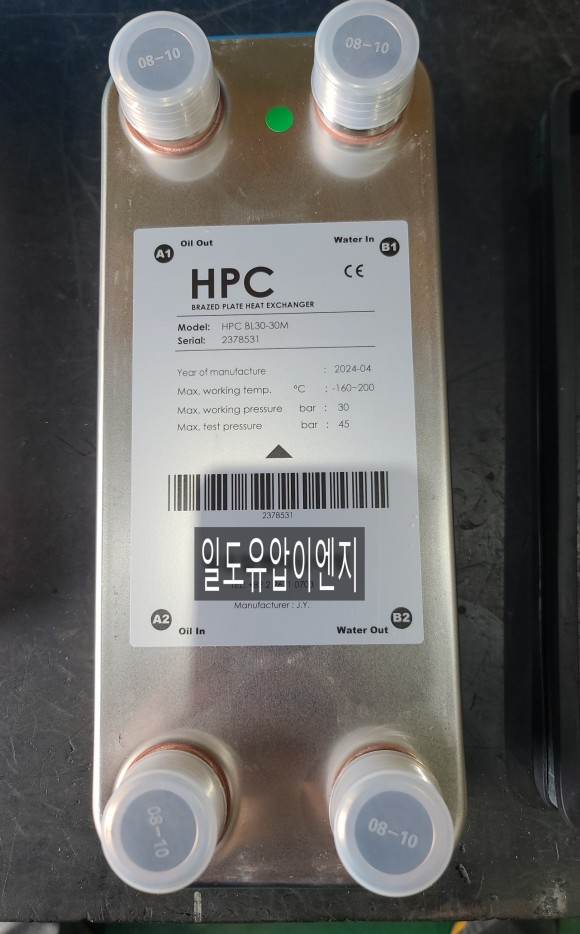 08-10
08-10
A1 Oil Out
Water In B1
HPC
CE
BRAZED PLATE HEAT EXCHANGER
Model: HPC BL30-30M
Serial: 2378531
Year of manufacture : 2024-04
Max. working temp. °C : -160~200
Max. working pressure bar : 30
Max. test pressure bar : 45
2378531
일도유압이엔지
Manufacturer : J.Y.
A2 Oil In
Water Out B2
08-10
08-10